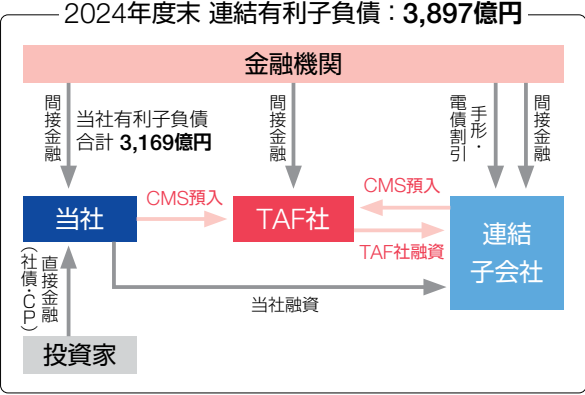 2024年度末 連結有利子負債：3,897億円
金融機関
間接金融
当社有利子負債
合計 3,169億円
間接金融
手形・
電債割引
間接金融
当社
CMS預入
TAF社
CMS預入
TAF社融資
連結
子会社
直接金融
（社債・CP）
当社融資
投資家